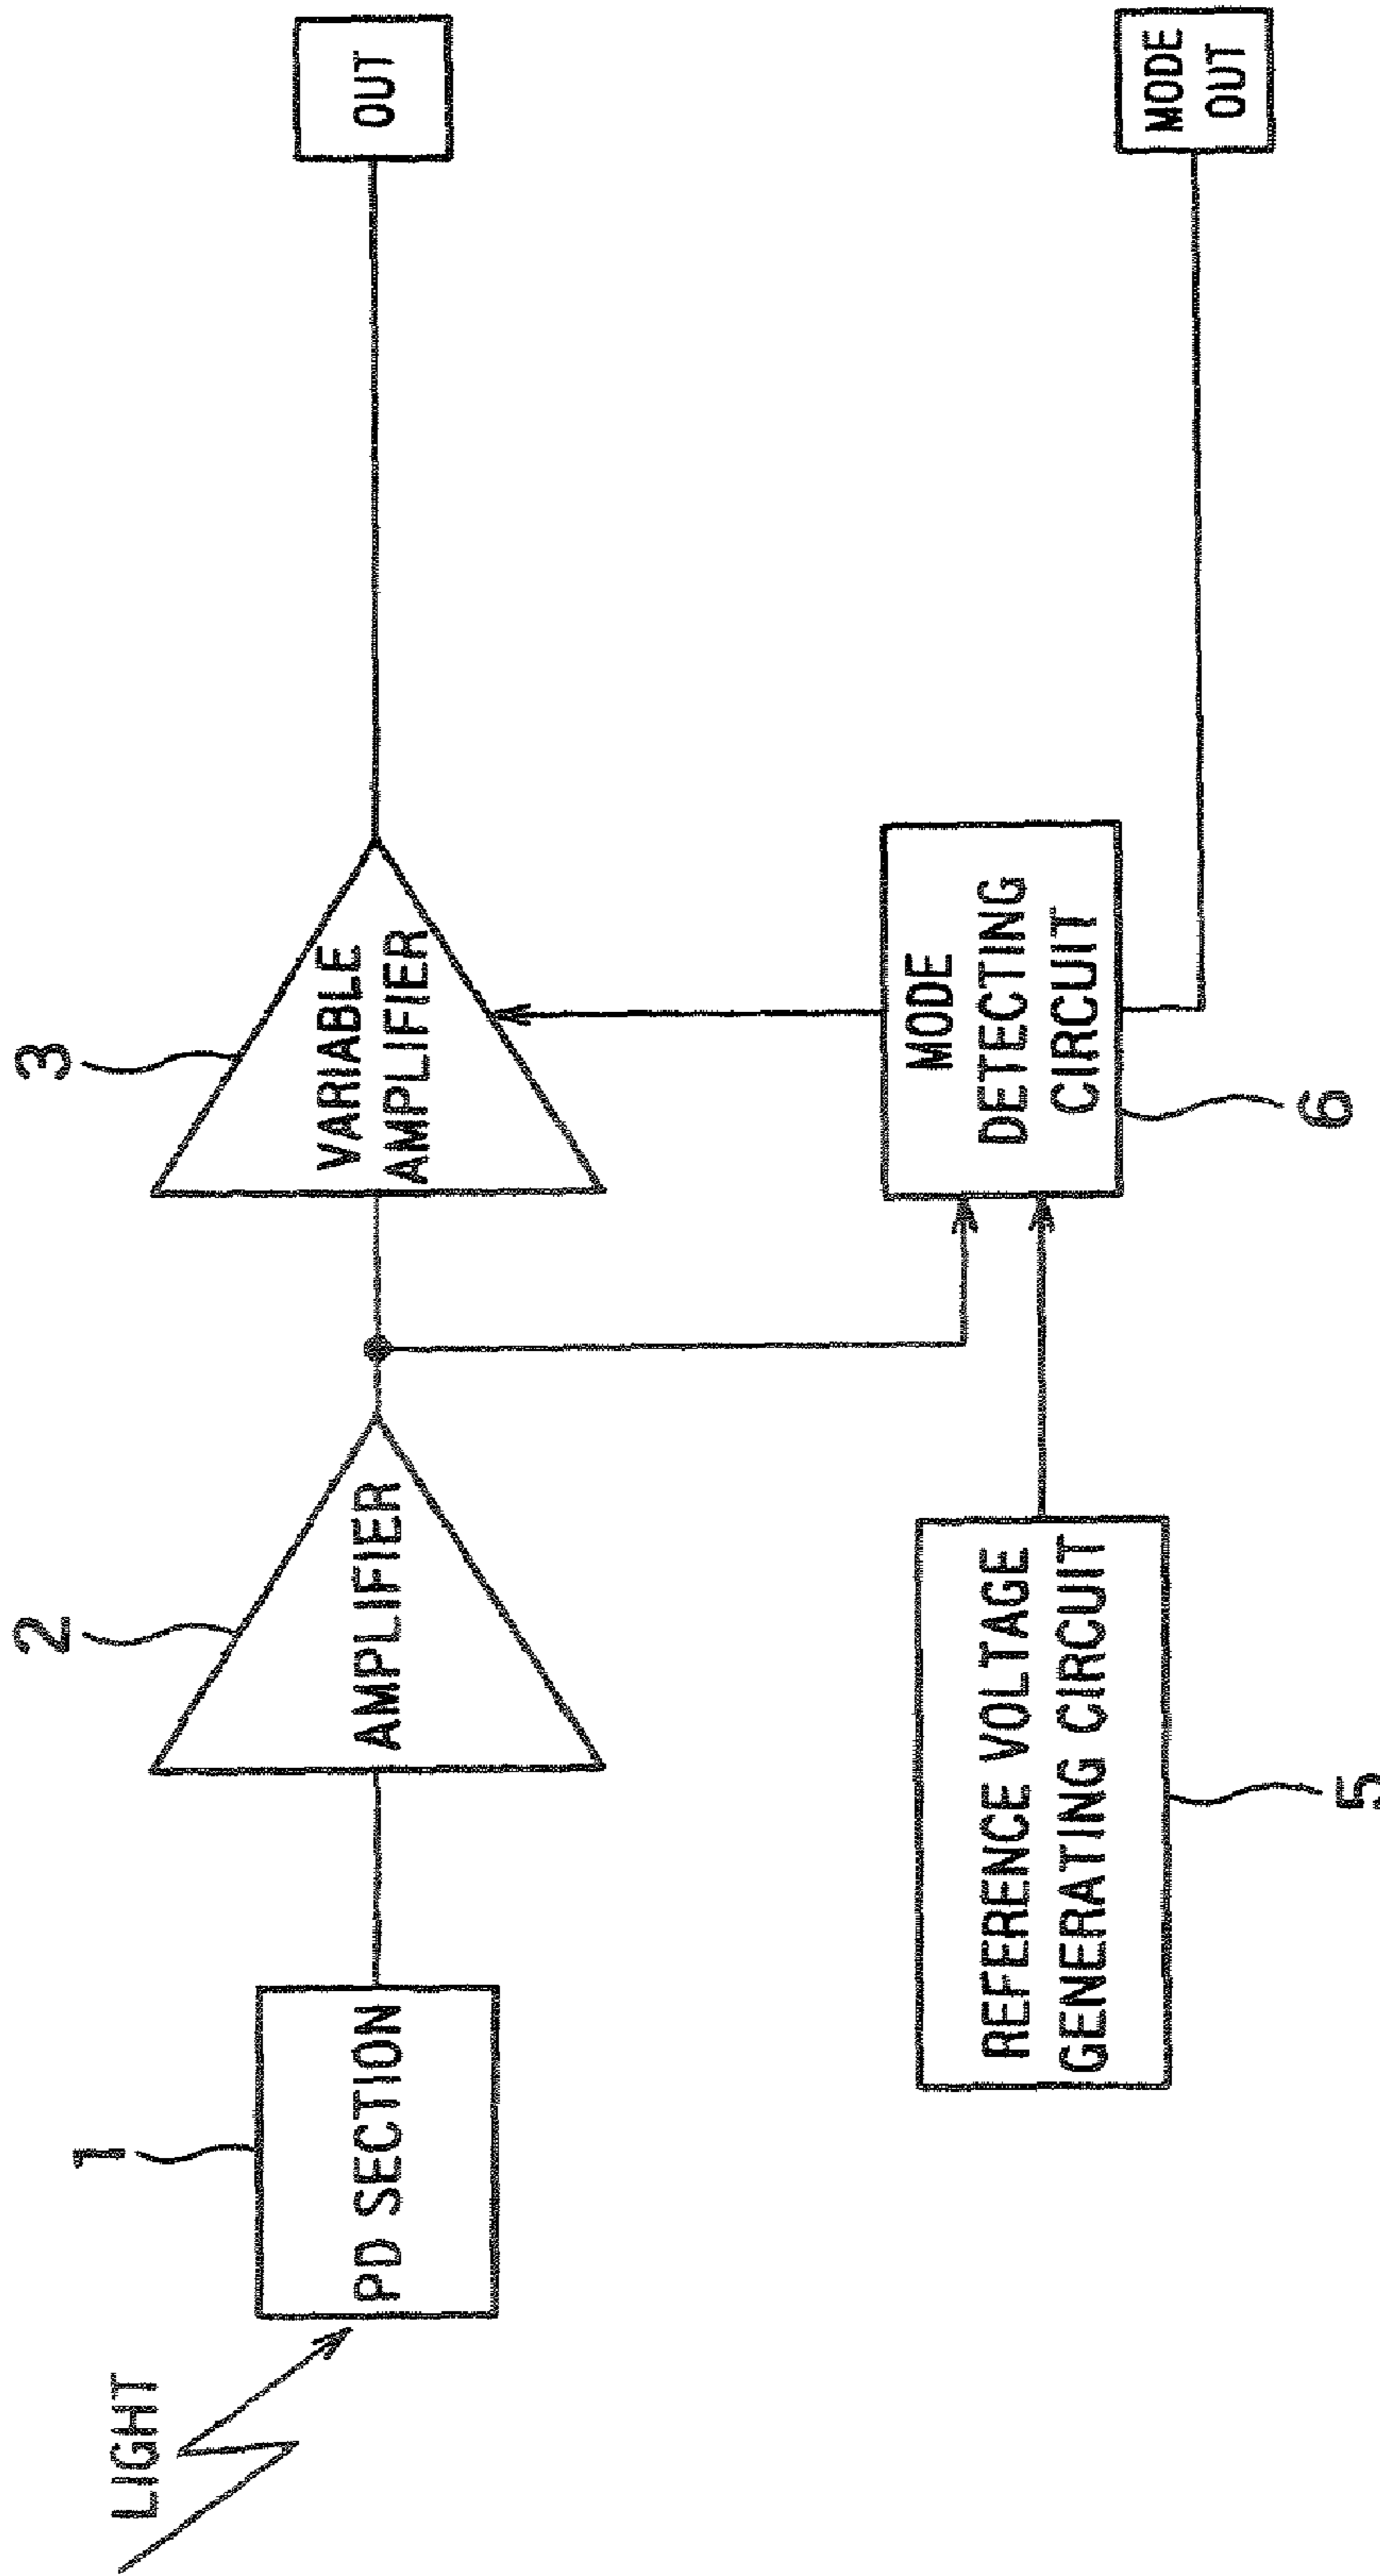 LIGHT
1
PD SECTION
2
AMPLIFIER
3
VARIABLE
AMPLIFIER
OUT
REFERENCE VOLTAGE
GENERATING CIRCUIT
5
MODE
DETECTING
CIRCUIT
6
MODE
OUT